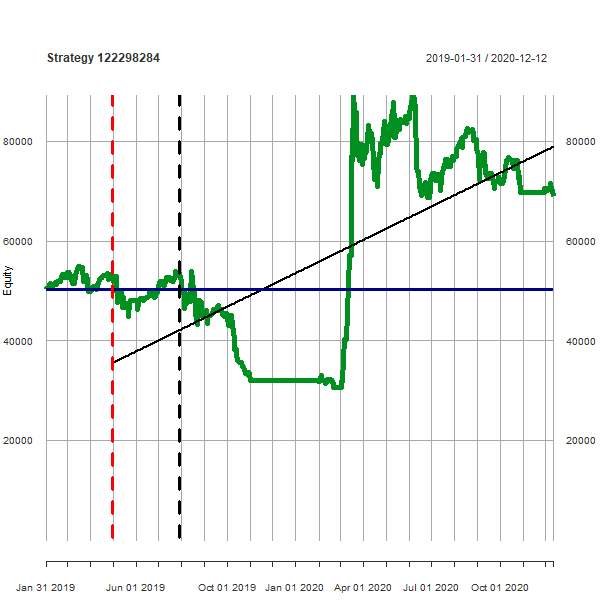 Strategy 122298284
2019-01-31 / 2020-12-12
80000
80000
60000
60000
Equity
40000
40000
20000
20000
Jan 31 2019
Jun 01 2019
Oct 01 2019
Jan 01 2020
Apr 01 2020
Jul 01 2020
Oct 01 2020